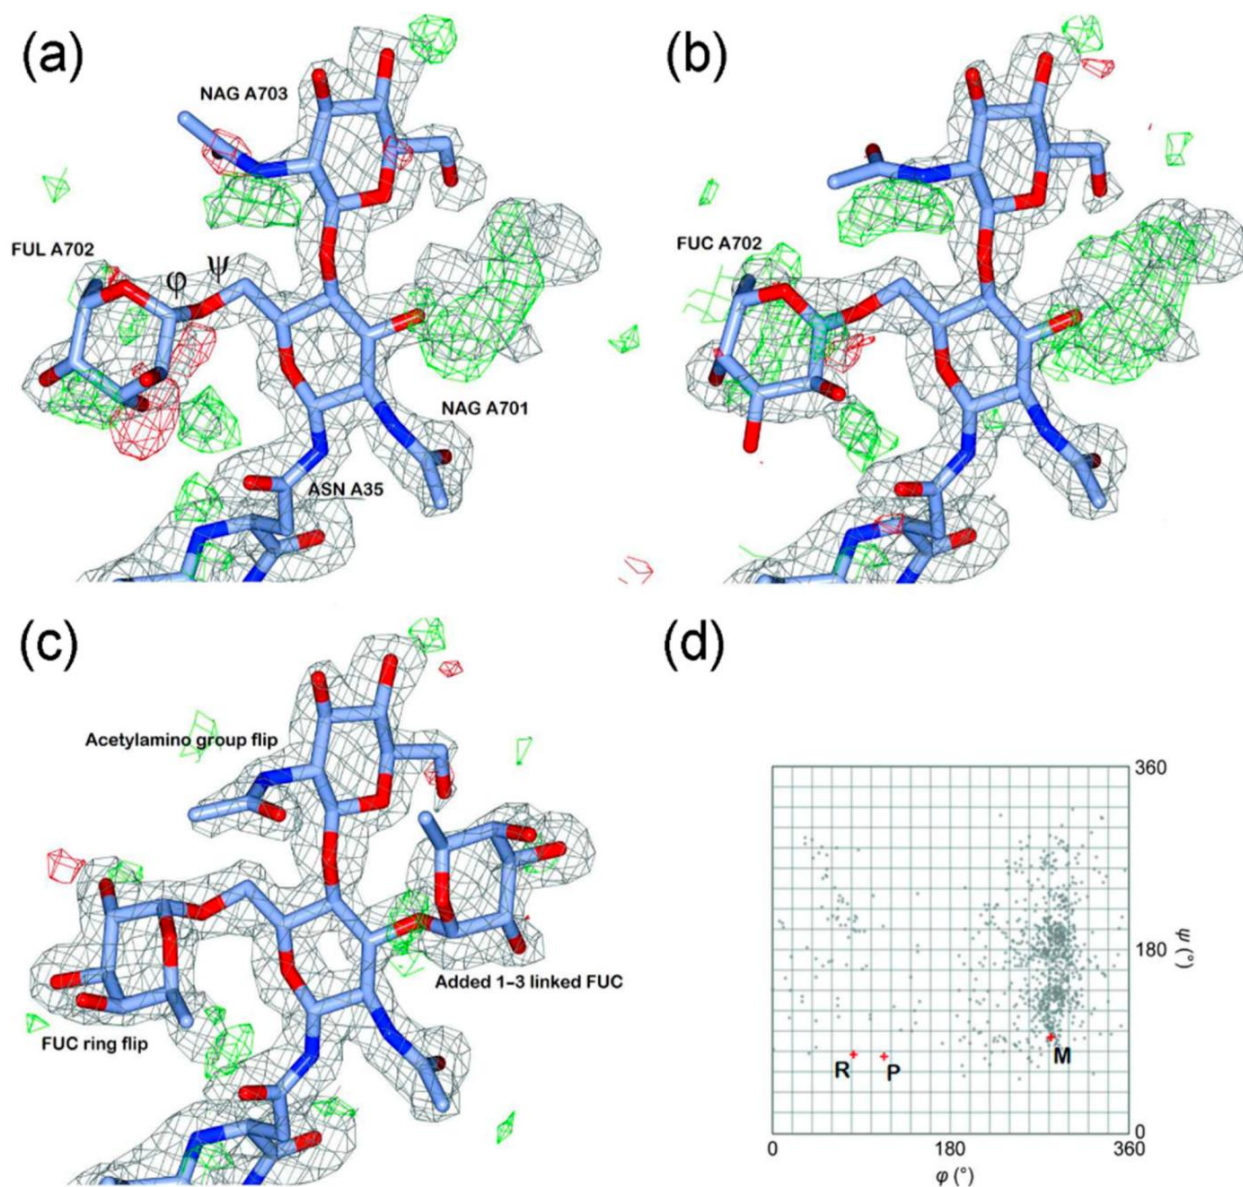 (a)
NAG A703
FUL A702
φ ψ
NAG A701
ASN A35
(b)
FUC A702
(c)
Acetylamino group flip
Added 1–3 linked FUC
FUC ring flip
(d)
360
180
ψ (°)
R P M
0
0 180 360
φ (°)